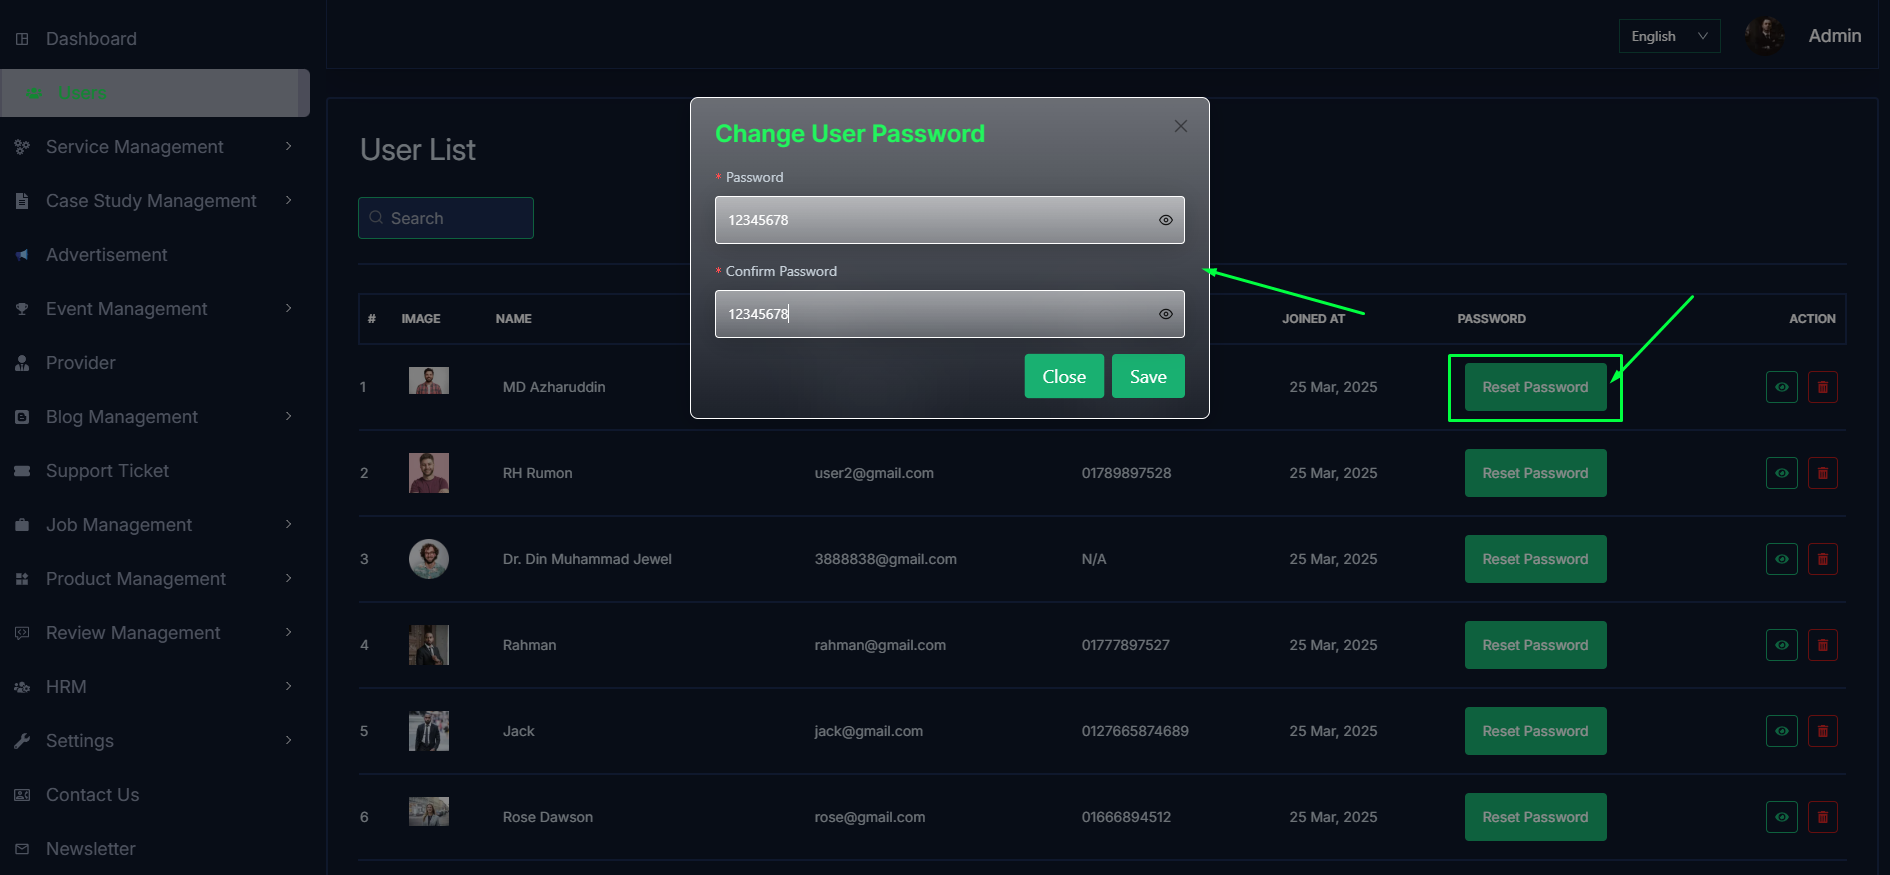 Dashboard
Users
Service Management
Case Study Management
Advertisement
Event Management
Provider
Blog Management
Support Ticket
Job Management
Product Management
Review Management
HRM
Settings
Contact Us
Newsletter
English
Admin
User List
Search
Change User Password
* Password
12345678
* Confirm Password
12345678
Close Save
# IMAGE NAME JOINED AT PASSWORD ACTION
1 MD Azharuddin 25 Mar, 2025 Reset Password
2 RH Rumon user2@gmail.com 01789897528 25 Mar, 2025 Reset Password
3 Dr. Din Muhammad Jewel 3888838@gmail.com N/A 25 Mar, 2025 Reset Password
4 Rahman rahman@gmail.com 01777897527 25 Mar, 2025 Reset Password
5 Jack jack@gmail.com 0127665874689 25 Mar, 2025 Reset Password
6 Rose Dawson rose@gmail.com 01666894512 25 Mar, 2025 Reset Password